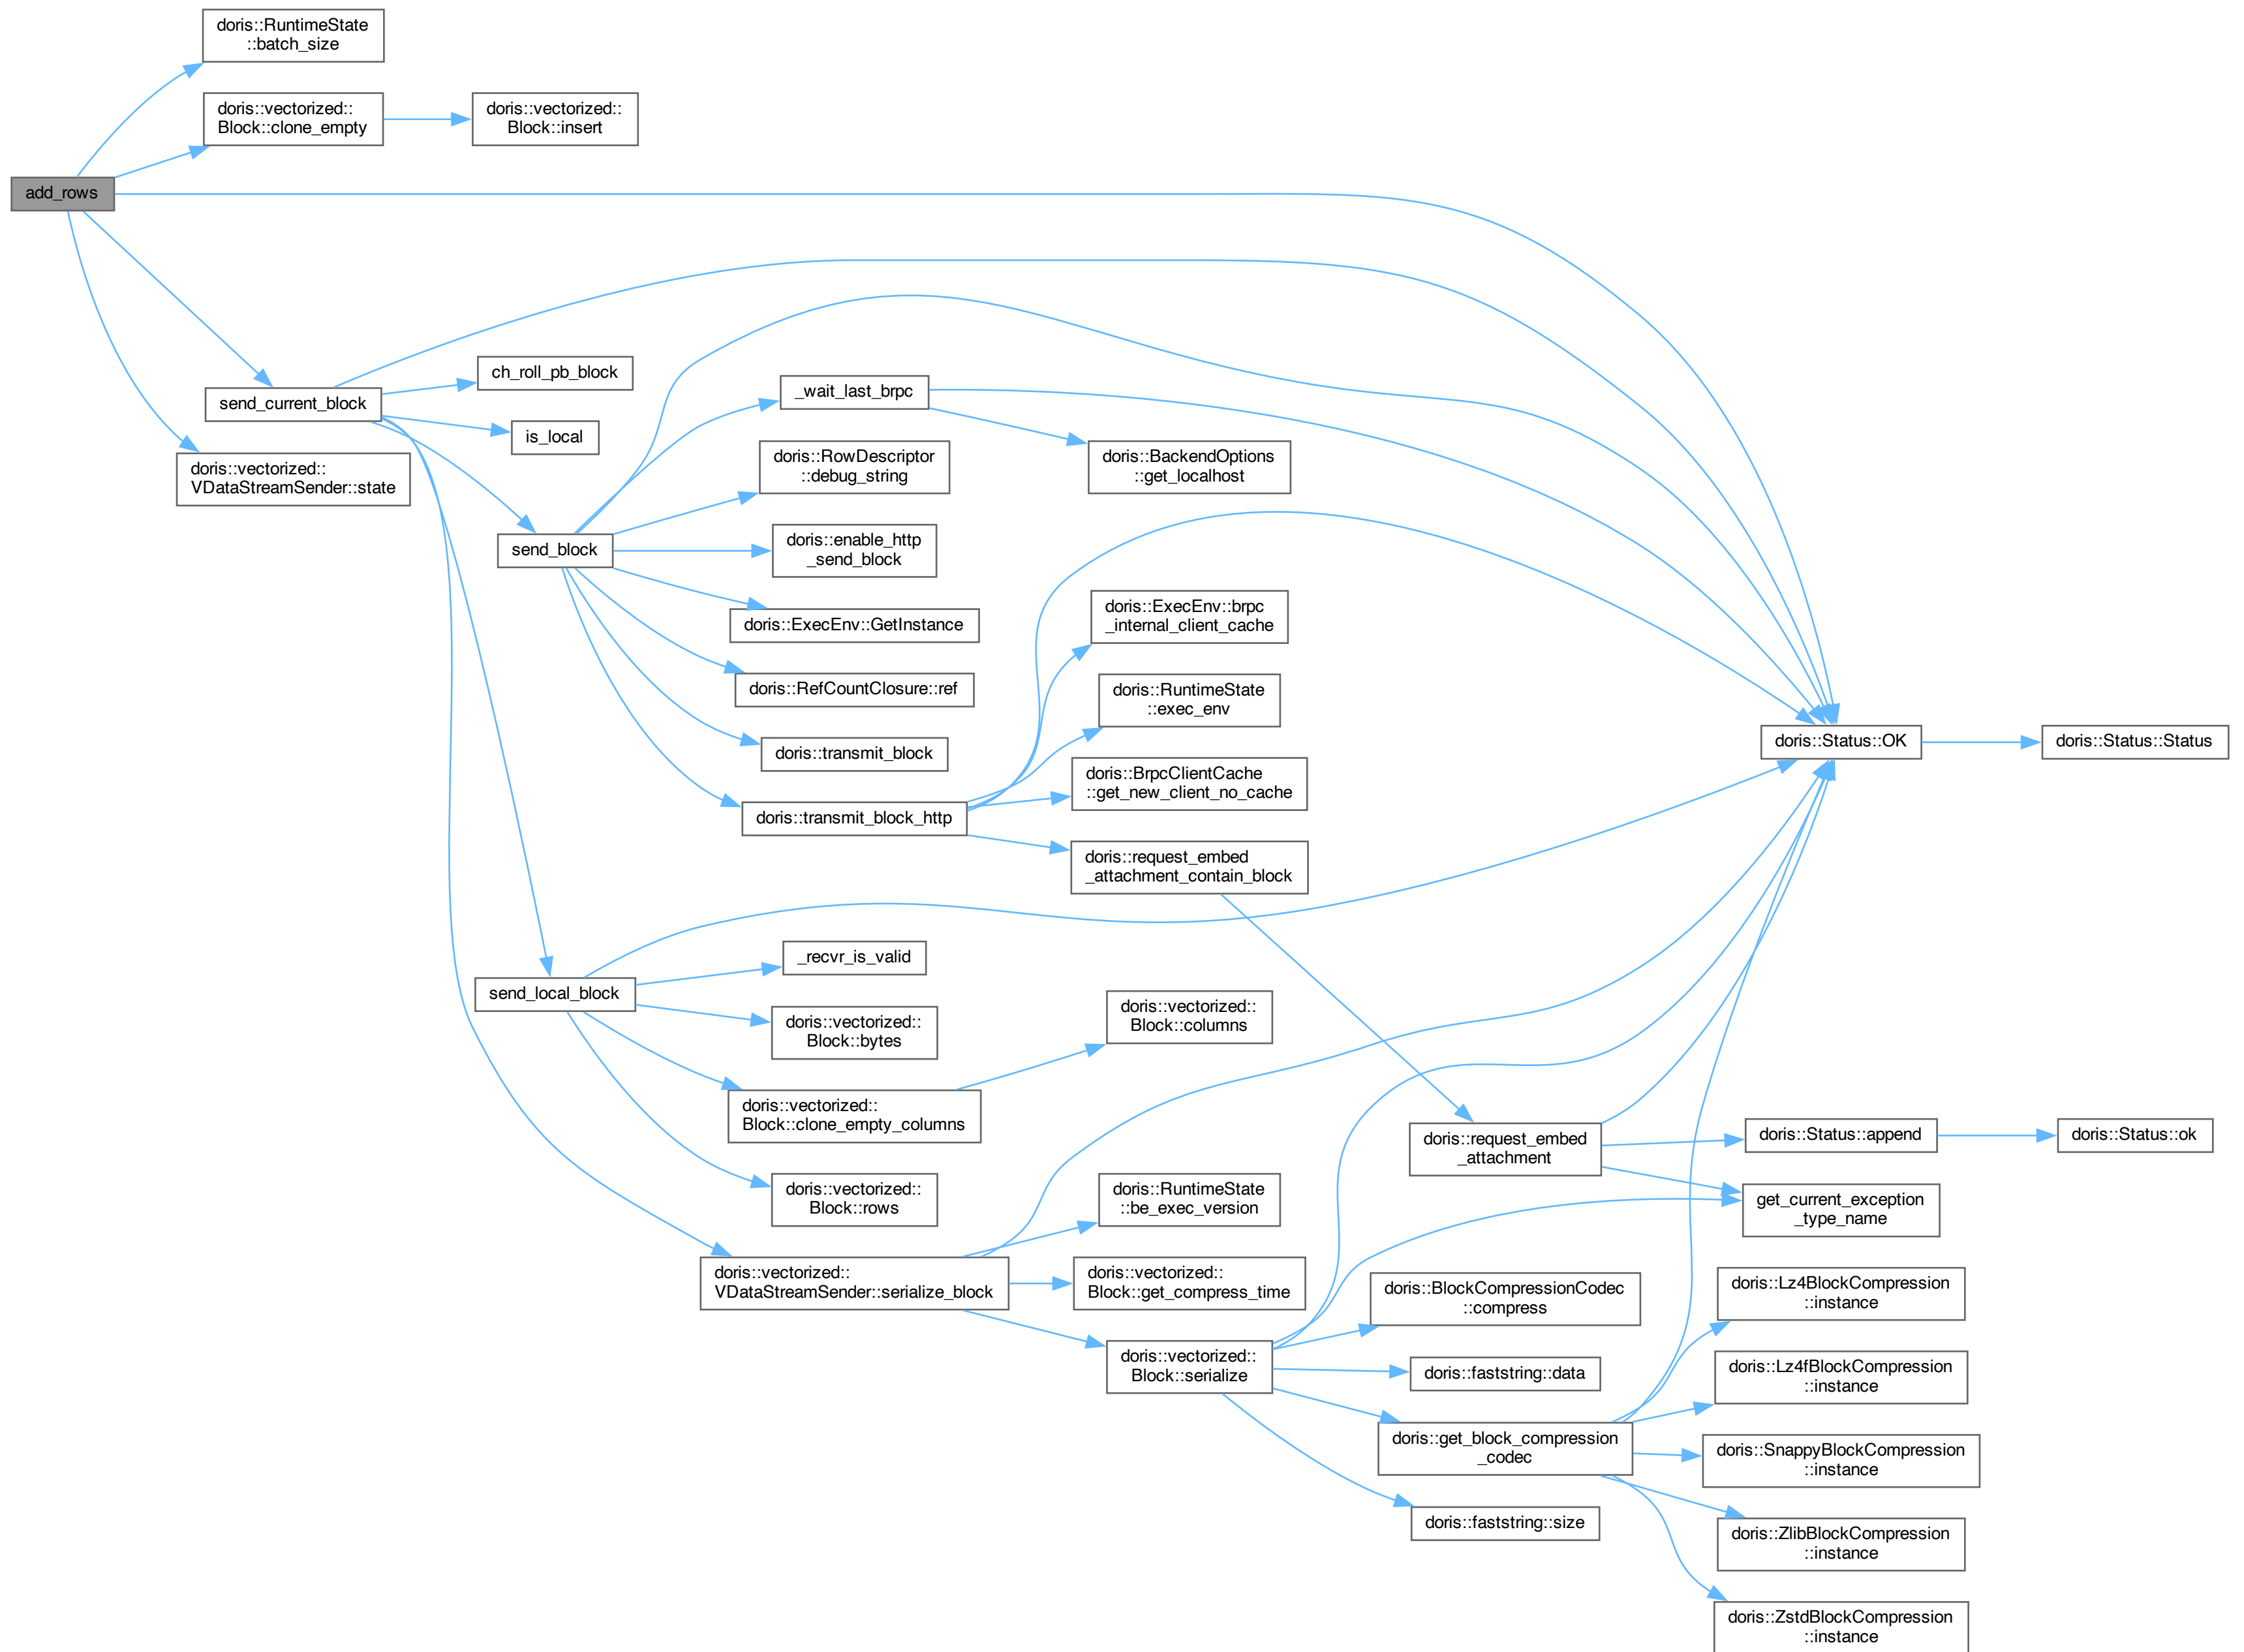 doris::RuntimeState
::batch_size
doris::vectorized::
Block::clone_empty
doris::vectorized::
Block::insert
add_rows
send_current_block
doris::vectorized::
VDataStreamSender::state
ch_roll_pb_block
is_local
send_block
_wait_last_brpc
doris::RowDescriptor
::debug_string
doris::BackendOptions
::get_localhost
doris::enable_http
_send_block
doris::ExecEnv::GetInstance
doris::RefCountClosure::ref
doris::transmit_block
doris::transmit_block_http
doris::ExecEnv::brpc
_internal_client_cache
doris::RuntimeState
::exec_env
doris::BrpcClientCache
::get_new_client_no_cache
doris::request_embed
_attachment_contain_block
doris::Status::OK
doris::Status::Status
send_local_block
_recvr_is_valid
doris::vectorized::
Block::bytes
doris::vectorized::
Block::clone_empty_columns
doris::vectorized::
Block::columns
doris::vectorized::
Block::rows
doris::request_embed
_attachment
doris::Status::append
doris::Status::ok
get_current_exception
_type_name
doris::vectorized::
VDataStreamSender::serialize_block
doris::RuntimeState
::be_exec_version
doris::vectorized::
Block::get_compress_time
doris::vectorized::
Block::serialize
doris::BlockCompressionCodec
::compress
doris::faststring::data
doris::get_block_compression
_codec
doris::faststring::size
doris::Lz4BlockCompression
::instance
doris::Lz4fBlockCompression
::instance
doris::SnappyBlockCompression
::instance
doris::ZlibBlockCompression
::instance
doris::ZstdBlockCompression
::instance